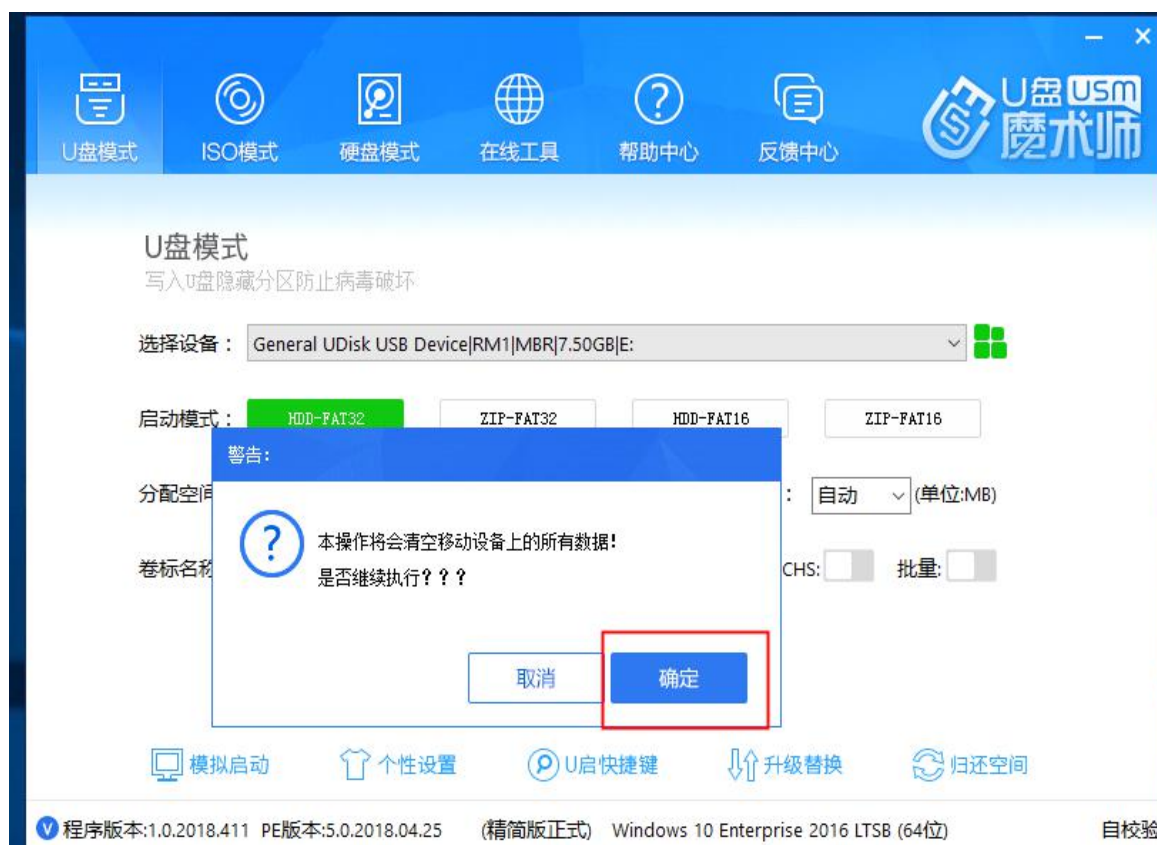 U盘模式
ISO模式
硬盘模式
在线工具
帮助中心
反馈中心
U盘 USM
魔术师
U盘模式
写入U盘隐藏分区防止病毒破坏
选择设备： General UDisk USB Device|RM1|MBR|7.50GB|E:
启动模式： HDD-FAT32 ZIP-FAT32 HDD-FAT16 ZIP-FAT16
警告:
分配空间 ： 自动 (单位:MB)
本操作将会清空移动设备上的所有数据!
卷标名称 CHS: 批量:
是否继续执行? ? ?
取消 确定
模拟启动 个性设置 U启快捷键 升级替换 归还空间
V 程序版本:1.0.2018.411 PE版本:5.0.2018.04.25 (精简版正式) Windows 10 Enterprise 2016 LTSB (64位) 自校验